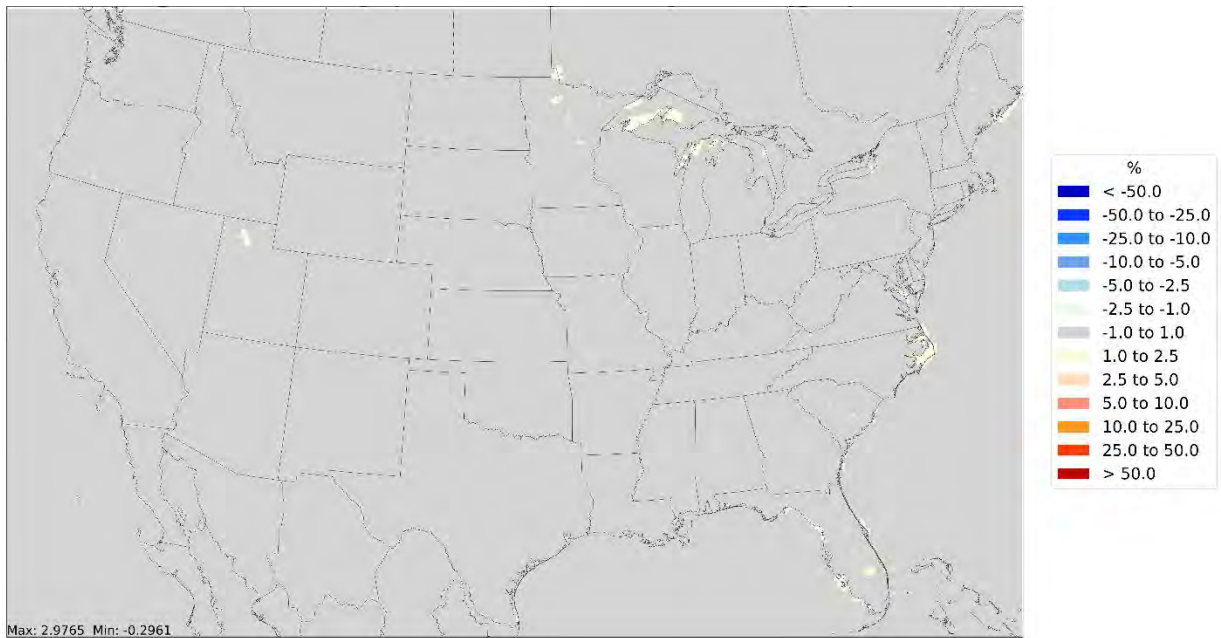 %
< -50.0
-50.0 to -25.0
-25.0 to -10.0
-10.0 to -5.0
-5.0 to -2.5
-2.5 to -1.0
-1.0 to 1.0
1.0 to 2.5
2.5 to 5.0
5.0 to 10.0
10.0 to 25.0
25.0 to 50.0
> 50.0
Max: 2.9765 Min: -0.2961